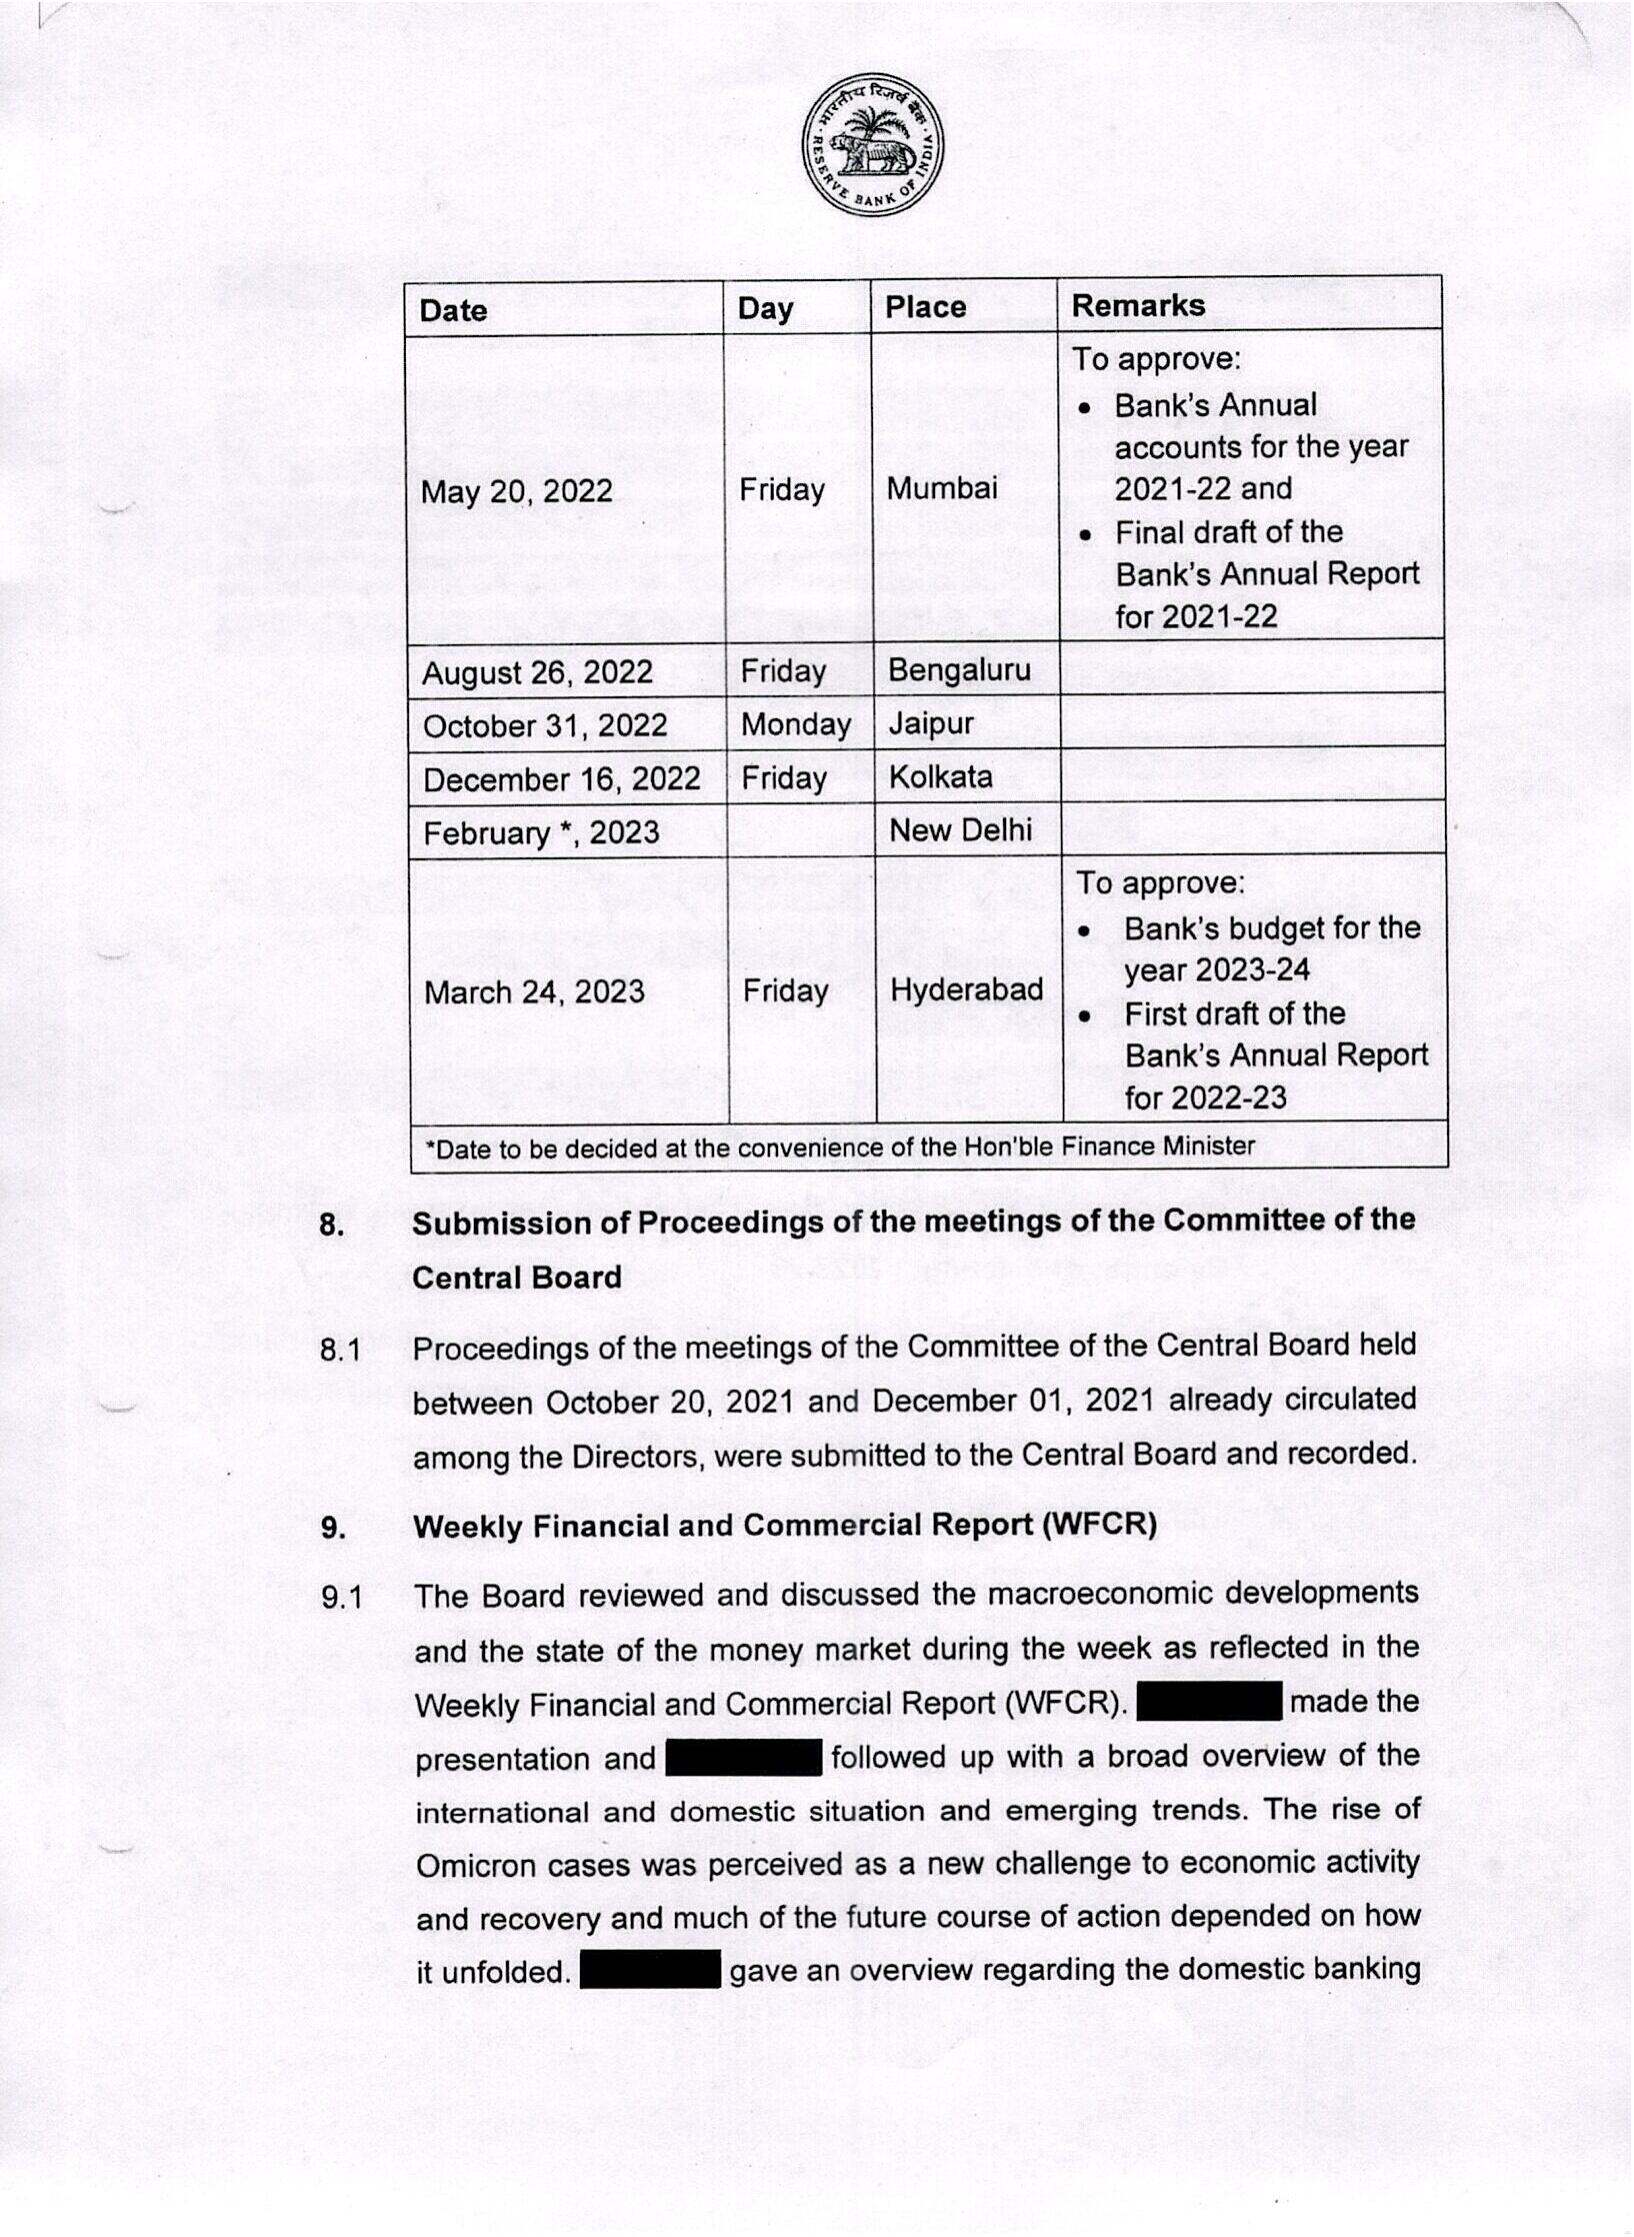 भारतीय रिज़र्व बैंक
RESERVE BANK OF INDIA
Date Day Place Remarks
To approve:
• Bank's Annual
accounts for the year
May 20, 2022 Friday Mumbai 2021-22 and
• Final draft of the
Bank's Annual Report
for 2021-22
August 26, 2022 Friday Bengaluru
October 31, 2022 Monday Jaipur
December 16, 2022 Friday Kolkata
February *, 2023 New Delhi
To approve:
• Bank's budget for the
year 2023-24
March 24, 2023 Friday Hyderabad
• First draft of the
Bank's Annual Report
for 2022-23
*Date to be decided at the convenience of the Hon'ble Finance Minister
8. Submission of Proceedings of the meetings of the Committee of the
Central Board
8.1 Proceedings of the meetings of the Committee of the Central Board held
between October 20, 2021 and December 01, 2021 already circulated
among the Directors, were submitted to the Central Board and recorded.
9. Weekly Financial and Commercial Report (WFCR)
9.1 The Board reviewed and discussed the macroeconomic developments
and the state of the money market during the week as reflected in the
Weekly Financial and Commercial Report (WFCR). made the
presentation and followed up with a broad overview of the
international and domestic situation and emerging trends. The rise of
Omicron cases was perceived as a new challenge to economic activity
and recovery and much of the future course of action depended on how
it unfolded. gave an overview regarding the domestic banking